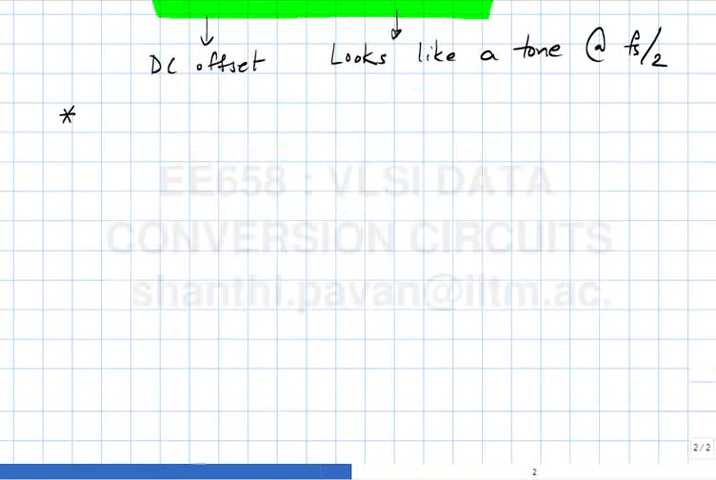 DC offset Looks like a tone @ fs/2
*
EE658 : VLSI DATA
CONVERSION CIRCUITS
shanthi.pavan@iitm.ac.
2/2
2